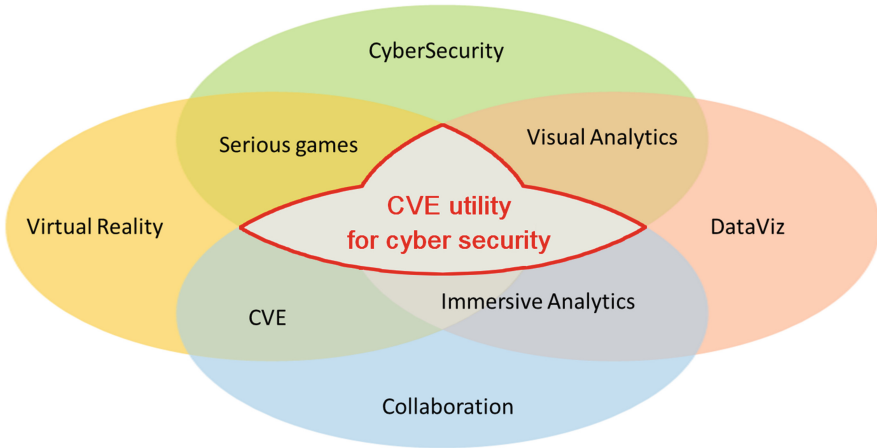 CyberSecurity
Serious games
Visual Analytics
Virtual Reality
CVE utility
for cyber security
DataViz
CVE
Immersive Analytics
Collaboration